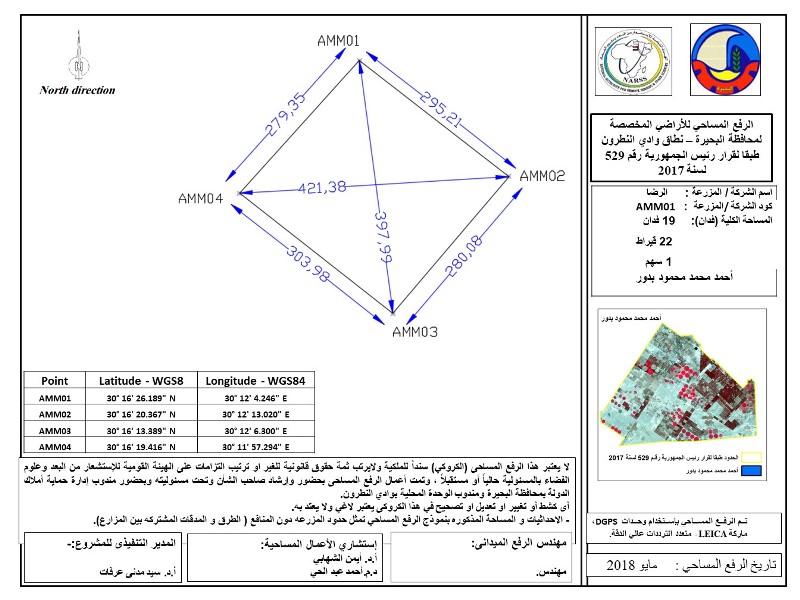 North direction
AMM01
279,35
295,21
AMM02
421,38
AMM04
397,99
303,98
280,08
AMM03
Point Latitude - WGS8 Longitude - WGS84
AMM01 30° 16' 26.189" N 30° 12' 4.246" E
AMM02 30° 16' 20.367" N 30° 12' 13.020" E
AMM03 30° 16' 13.389" N 30° 12' 6.300" E
AMM04 30° 16' 19.416" N 30° 11' 57.294" E
لا يعتبر هذا الرفع المساحى (الكروكي) سنداً للملكية ولايرتب ثمة حقوق قانونية للغير او ترتيب التزامات على الهيئة القومية للإستشعار من البعد وعلوم
الفضاء بالمسئولية حالياً أو مستقبلاً ، وتمت أعمال الرفع المساحى بحضور وإرشاد صاحب الشأن وتحت مسئوليته وبحضور مندوب إدارة حماية أملاك
الدولة بمحافظة البحيرة ومندوب الوحدة المحلية بوادي النطرون.
أى كشط أو تغيير او تعديل او تصحيح في هذا الكروكى يعتبر لاغي ولا يعتد به.
- الاحداثيات و المساحة المذكوره بنموذج الرفع المساحي تمثل حدود المزرعه دون المنافع ( الطرق و المدقات المشتركه بين المزارع).
مهندس الرفع الميدانى:
مهندس.
إستشاري الأعمال المساحية:
أ.د. أيمن الشهابي
د.م.أحمد عبد الحي
المدير التنفيذى للمشروع:-
أ.د. سيد مدنى عرفات
NARSS
الرفع المساحي للأراضي المخصصة
لمحافظة البحيرة – نطاق وادي النطرون
طبقا لقرار رئيس الجمهورية رقم 529
لسنة 2017
اسم الشركة / المزرعة : الرضا
كود الشركة /المزرعة : AMM01
المساحة الكلية (فدان): 19 فدان
22 قيراط
1 سهم
أحمد محمد محمود بدور
أحمد محمد محمود بدور
الحدود طبقا لقرار رئيس الجمهورية رقم 529 لسنة 2017
أحمد محمد محمود بدور
تم الرفع المساحى بإستخدام وحدات DGPS ،
ماركة LEICA – متعدد الترددات عالي الدقة.
تاريخ الرفع المساحي : مايو 2018